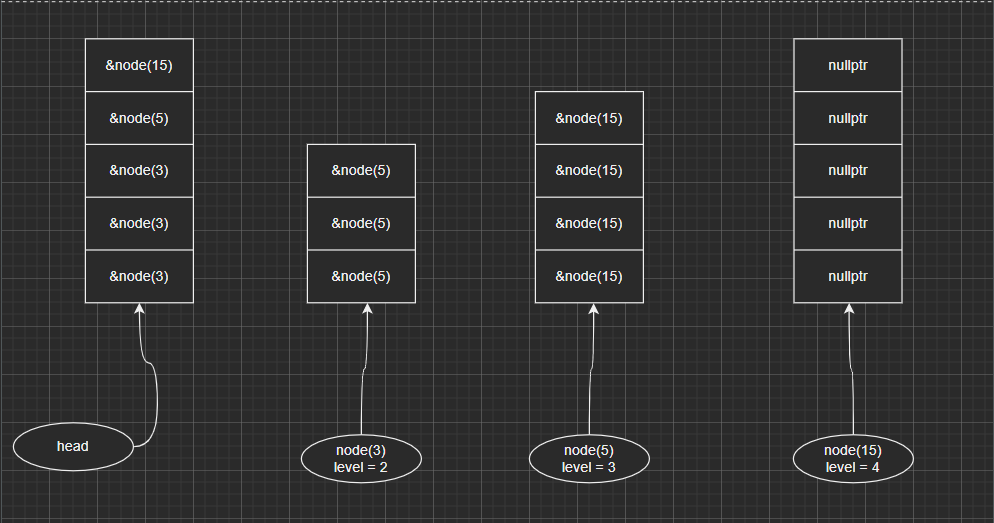 &node(15)
&node(5)
&node(3)
&node(3)
&node(3)
&node(5)
&node(5)
&node(5)
&node(15)
&node(15)
&node(15)
&node(15)
nullptr
nullptr
nullptr
nullptr
nullptr
head
node(3)
level = 2
node(5)
level = 3
node(15)
level = 4